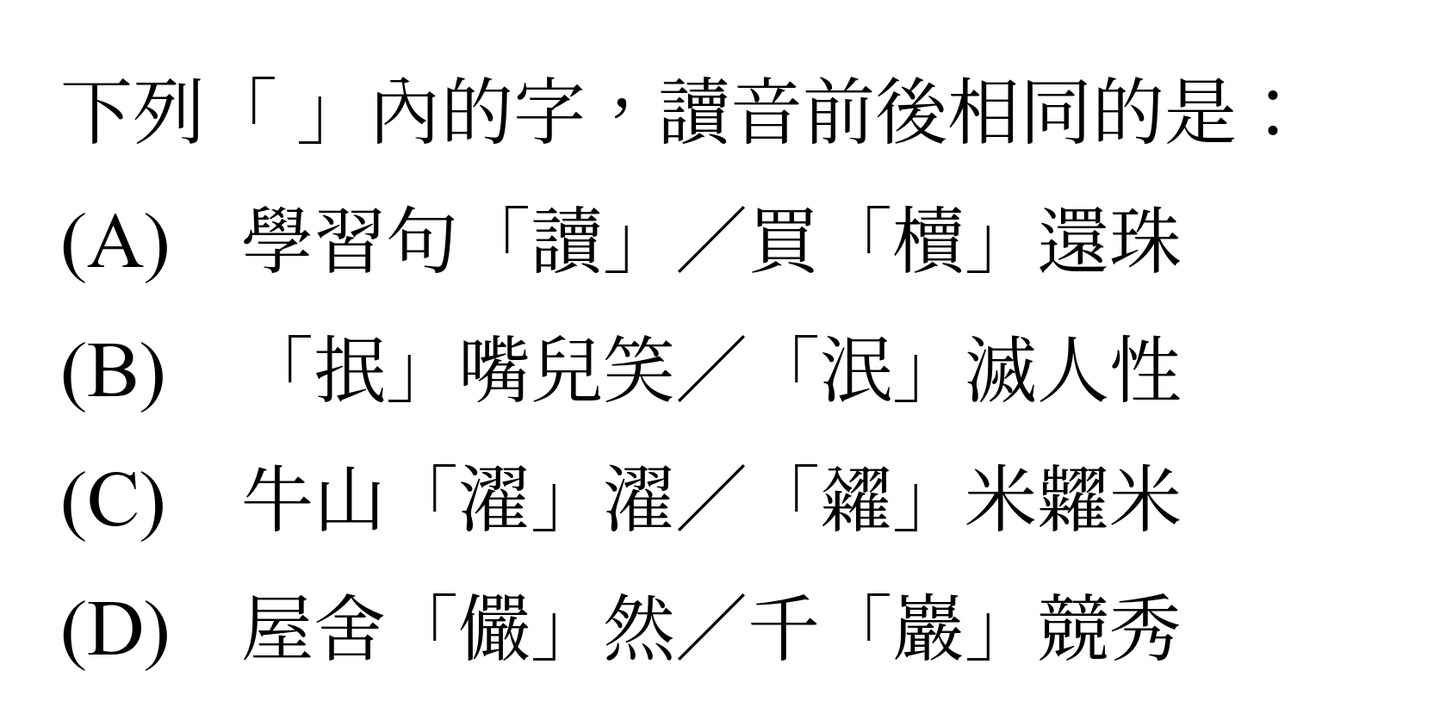 下列「 」內的字，讀音前後相同的是：
(A) 學習句「讀」／買「櫝」還珠
(B) 「抿」嘴兒笑／「泯」滅人性
(C) 牛山「濯」濯／「糴」米糶米
(D) 屋舍「儼」然／千「巖」競秀